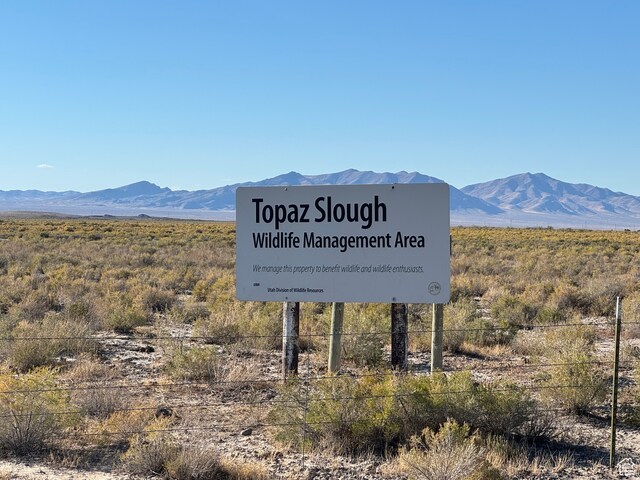 Topaz Slough
Wildlife Management Area
We manage this property to benefit wildlife and wildlife enthusiasts.
Utah Division of Wildlife Resources